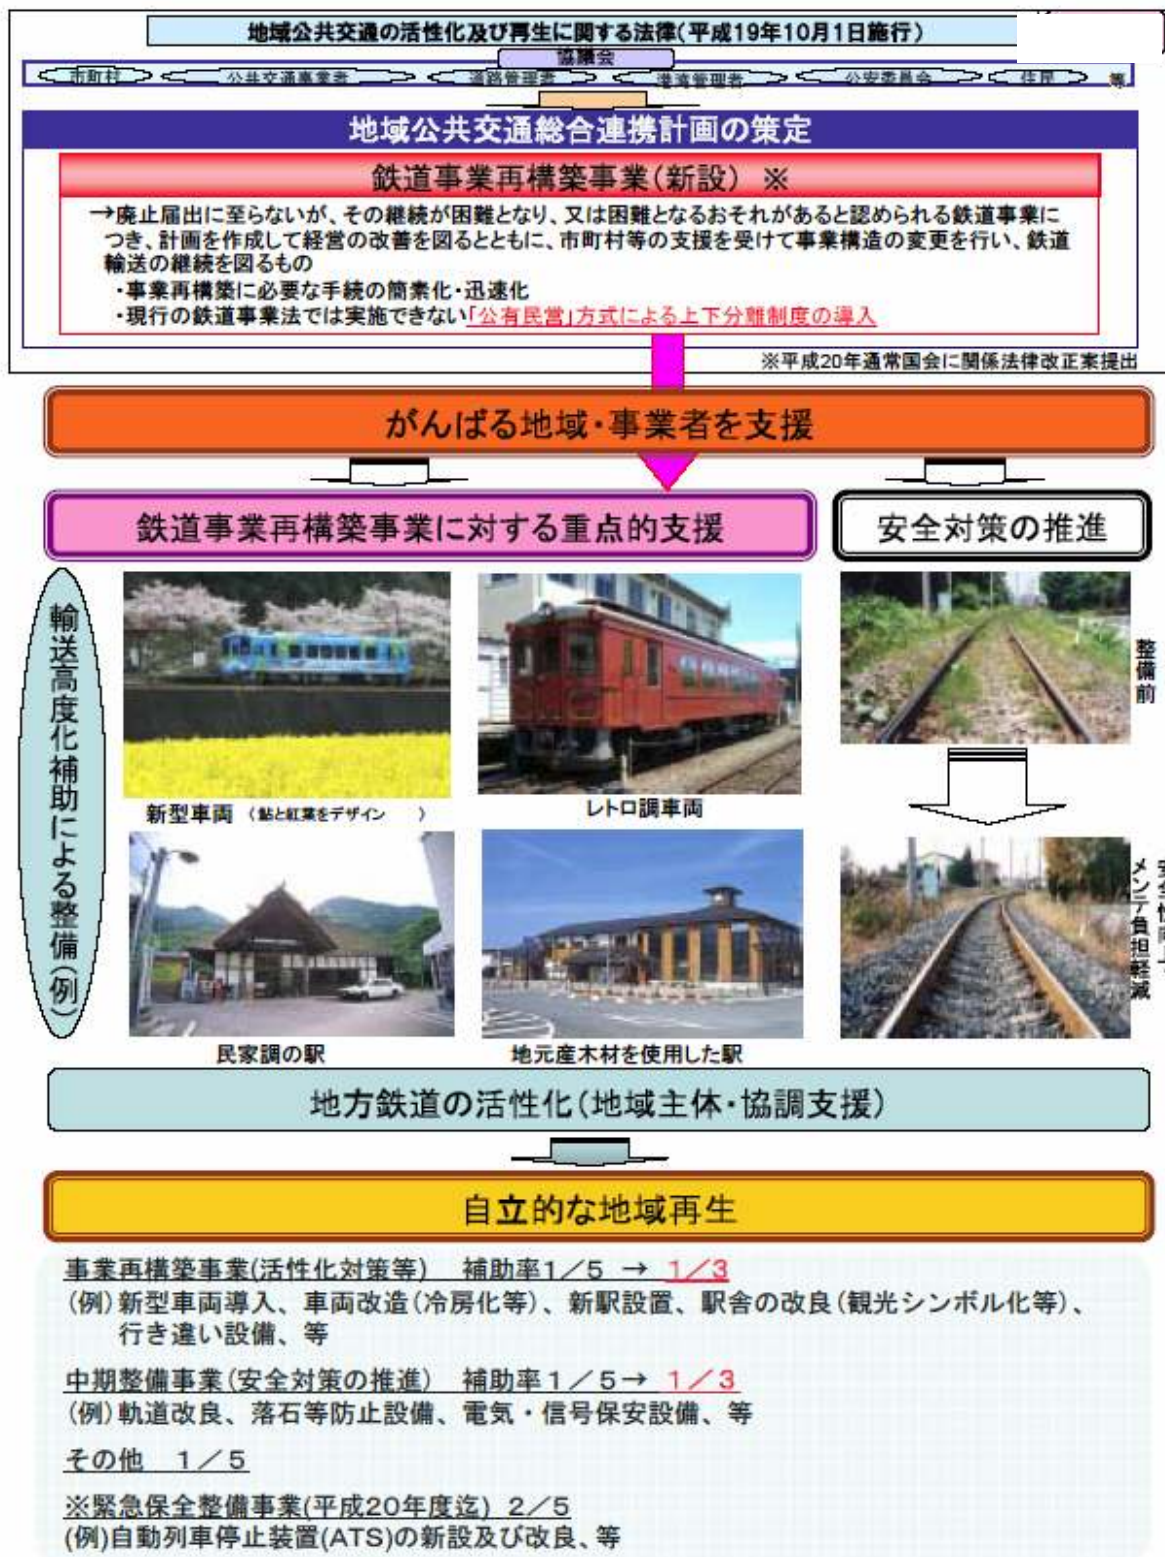 地域公共交通の活性化及び再生に関する法律(平成19年10月1日施行)
協議会
市町村 公共交通事業者 道路管理者 港湾管理者 公安委員会 住民 等
地域公共交通総合連携計画の策定
鉄道事業再構築事業(新設) ※
→廃止届出に至らないが、その継続が困難となり、又は困難となるおそれがあると認められる鉄道事業に
つき、計画を作成して経営の改善を図るとともに、市町村等の支援を受けて事業構造の変更を行い、鉄道
輸送の継続を図るもの
・事業再構築に必要な手続の簡素化・迅速化
・現行の鉄道事業法では実施できない「公有民営」方式による上下分離制度の導入
※平成20年通常国会に関係法律改正案提出
がんばる地域・事業者を支援
鉄道事業再構築事業に対する重点的支援
安全対策の推進
輸送高度化補助による整備(例)
新型車両 (鮎と紅葉をデザイン )
レトロ調車両
民家調の駅
地元産木材を使用した駅
整備前
メンテ負担軽減
地方鉄道の活性化(地域主体・協調支援)
自立的な地域再生
事業再構築事業(活性化対策等) 補助率1/5 → 1/3
(例)新型車両導入、車両改造(冷房化等)、新駅設置、駅舎の改良(観光シンボル化等)、
行き違い設備、等
中期整備事業(安全対策の推進) 補助率1/5→ 1/3
(例)軌道改良、落石等防止設備、電気・信号保安設備、等
その他 1/5
※緊急保全整備事業(平成20年度迄) 2/5
(例)自動列車停止装置(ATS)の新設及び改良、等